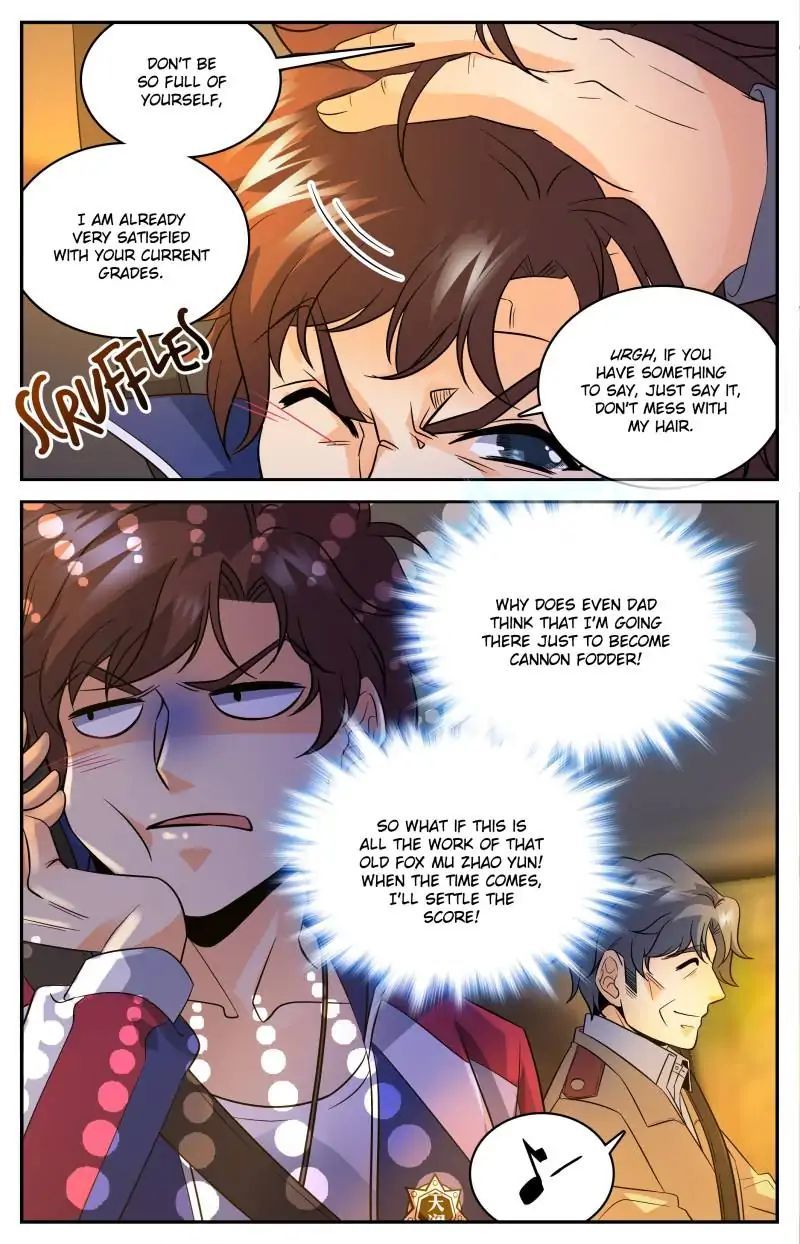 DON'T BE
SO FULL OF
YOURSELF,
I AM ALREADY
VERY SATISFIED
WITH YOUR CURRENT
GRADES.
SCRUFFLES
URGH, IF YOU
HAVE SOMETHING
TO SAY, JUST SAY IT,
DON'T MESS WITH
MY HAIR.
WHY DOES EVEN DAD
THINK THAT I'M GOING
THERE JUST TO BECOME
CANNON FODDER!
SO WHAT IF THIS IS
ALL THE WORK OF THAT
OLD FOX MU ZHAO YUN!
WHEN THE TIME COMES,
I'LL SETTLE THE
SCORE!
大